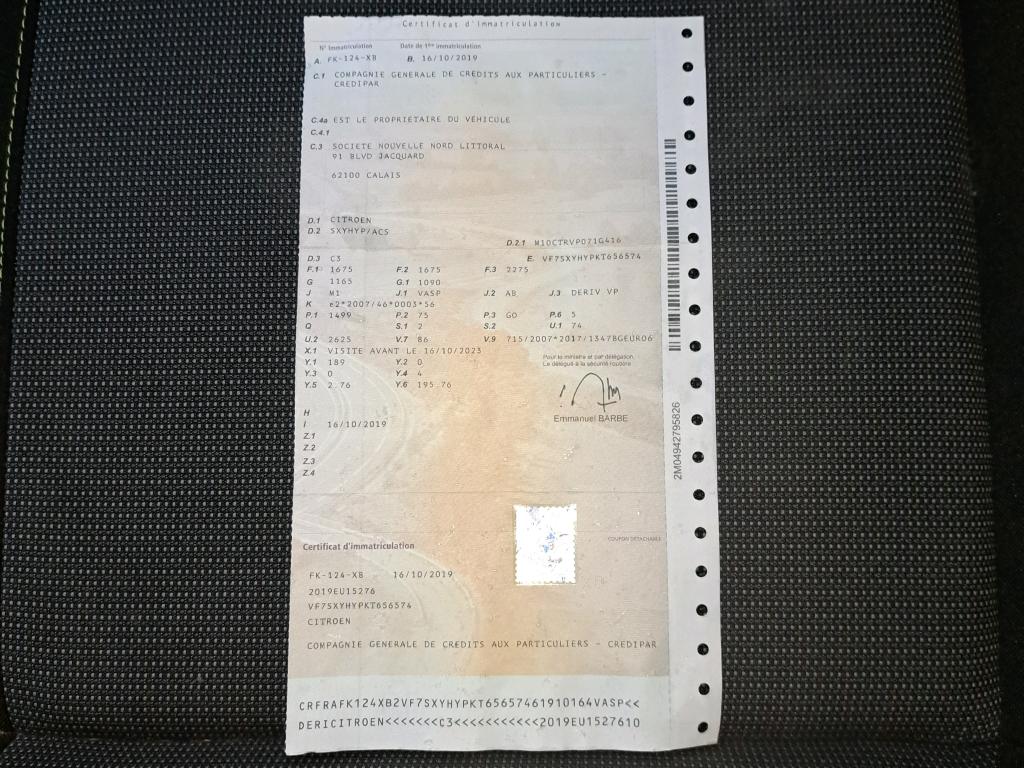 Certificat d'immatriculation
N° Immatriculation Date de 1ère immatriculation
A. FK-124-XB B. 16/10/2019
C.1 COMPAGNIE GENERALE DE CREDITS AUX PARTICULIERS -
CREDIPAR
C.4a EST LE PROPRIETAIRE DU VEHICULE
C.4.1
C.3 SOCIETE NOUVELLE NORD LITTORAL
91 BLVD JACQUARD
62100 CALAIS
D.1 CITROEN
D.2 SXYHYP/ACS
D.2.1 M10CTRVP071G416
D.3 C3 E. VF7SXYHYPKT656574
F.1 1675 F.2 1675 F.3 2275
G 1165 G.1 1090
J M1 J.1 VASP J.2 AB J.3 DERIV VP
K e2*2007/46*0003*56
P.1 1499 P.2 75 P.3 GO P.6 5
Q S.1 2 S.2 U.1 74
U.2 2625 V.7 86 V.9 715/2007*2017/1347BGEURO6
X.1 VISITE AVANT LE 16/10/2023
Y.1 189 Y.2 0
Y.3 0 Y.4 4
Y.5 2.76 Y.6 195.76
Pour le ministre et par délégation,
Le délégué à la sécurité routière
Emmanuel BARBE
H
I 16/10/2019
Z.1
Z.2
Z.3
Z.4
2M04942795826
COUPON DÉTACHABLE
Certificat d'immatriculation
FK-124-XB 16/10/2019
2019EU15276
VF7SXYHYPKT656574
CITROEN
COMPAGNIE GENERALE DE CREDITS AUX PARTICULIERS - CREDIPAR
CRFRAFK124XB2VF7SXYHYPKT65657461910164VASP<<
DERICITROEN<<<<<<<C3<<<<<<<<<<<<2019EU1527610